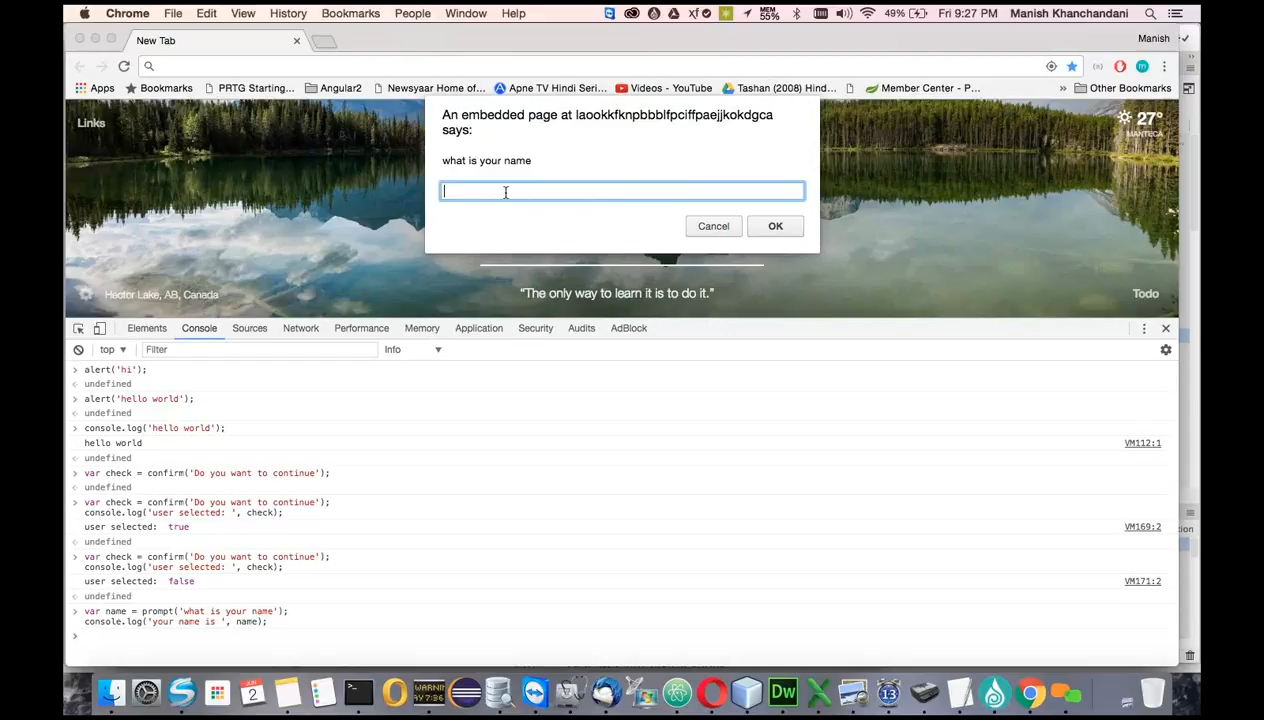 Chrome File Edit View History Bookmarks People Window Help MEM 55% 49% Fri 9:27 PM Manish Khanchandani
New Tab Manish
Apps Bookmarks PRTG Starting... Angular2 Newsyaar Home of... Apne TV Hindi Seri... Videos - YouTube Tashan (2008) Hind... Member Center - P... » Other Bookmarks
An embedded page at laookkfknpbbblfpciffpaejjkokdgca
says:
Links
27°
MANTECA
what is your name
Cancel OK
Hector Lake, AB, Canada
“The only way to learn it is to do it.”
Todo
Elements Console Sources Network Performance Memory Application Security Audits AdBlock
top Filter Info
> alert('hi');
undefined
> alert('hello world');
undefined
> console.log('hello world');
hello world VM112:1
undefined
> var check = confirm('Do you want to continue');
undefined
> var check = confirm('Do you want to continue');
console.log('user selected: ', check);
user selected: true VM169:2
undefined
> var check = confirm('Do you want to continue');
console.log('user selected: ', check);
user selected: false VM171:2
undefined
> var name = prompt('what is your name');
console.log('your name is ', name);
>
JUN 2 Dw 13